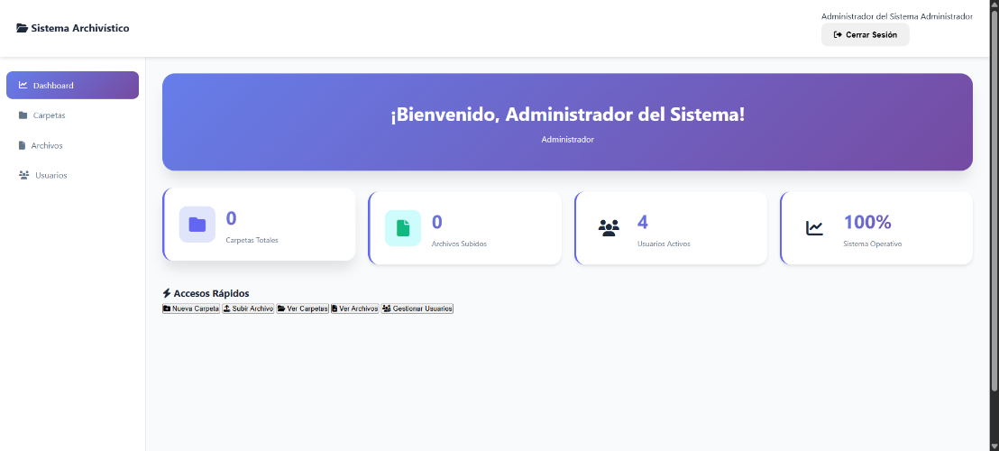 Sistema Archivístico
Administrador del Sistema Administrador
Cerrar Sesión
Dashboard
Carpetas
Archivos
Usuarios
¡Bienvenido, Administrador del Sistema!
Administrador
0
Carpetas Totales
0
Archivos Subidos
4
Usuarios Activos
100%
Sistema Operativo
Accesos Rápidos
Nueva Carpeta Subir Archivo Ver Carpetas Ver Archivos Gestionar Usuarios